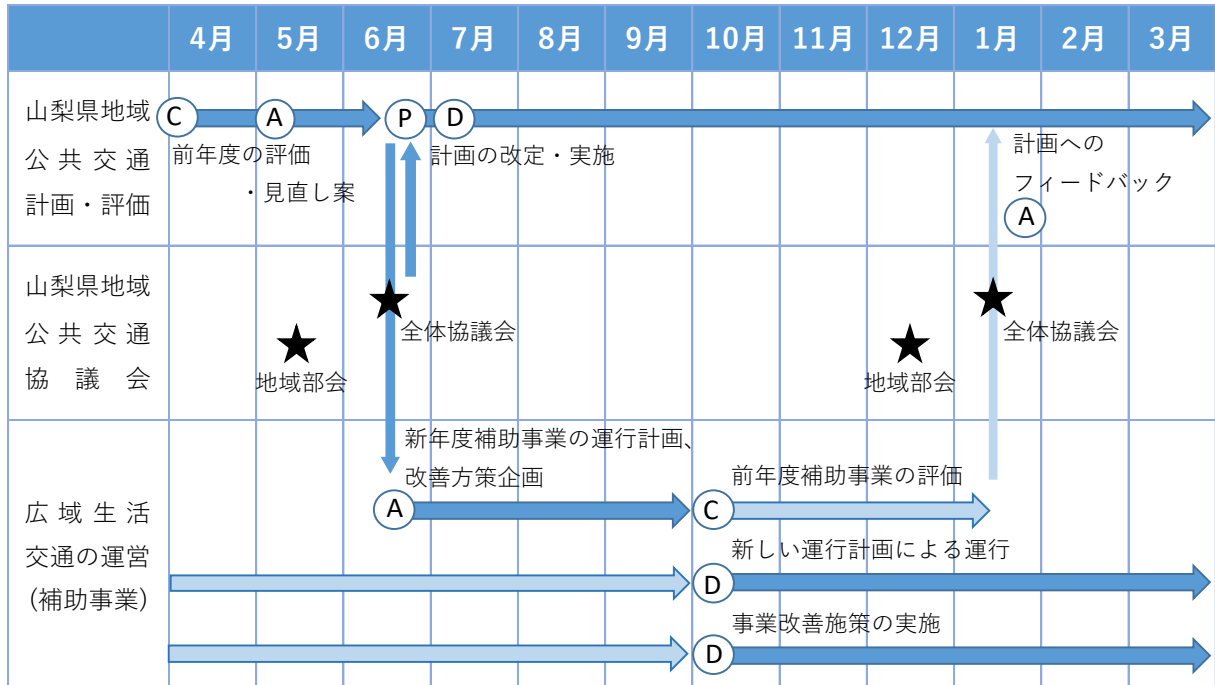 4月 5月 6月 7月 8月 9月 10月 11月 12月 1月 2月 3月
山梨県地域
公共交通
計画・評価
C A P D
前年度の評価
・見直し案
計画の改定・実施
計画への
フィードバック
A
山梨県地域
公共交通
協議会
全体協議会
地域部会
全体協議会
地域部会
広域生活
交通の運営
(補助事業)
新年度補助事業の運行計画、
改善方策企画
A
前年度補助事業の評価
C
新しい運行計画による運行
D
事業改善施策の実施
D